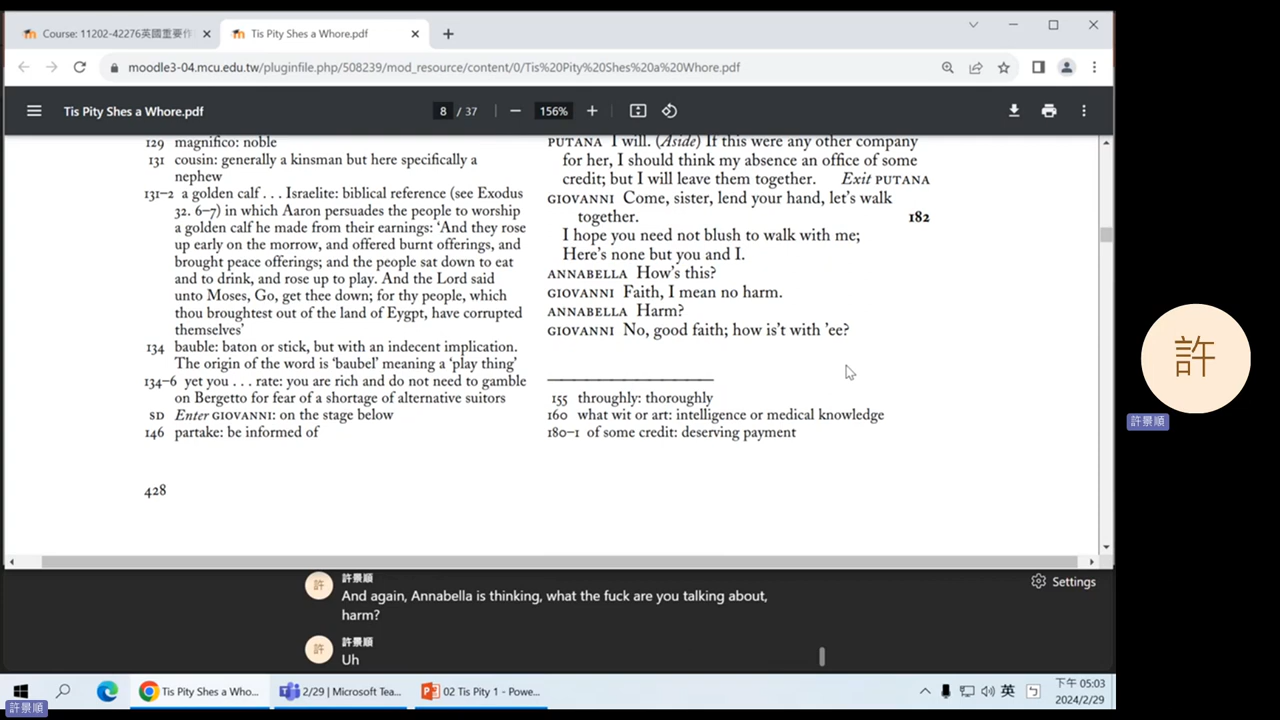 Course: 11202-42276英國重要作
Tis Pity Shes a Whore.pdf
moodle3-04.mcu.edu.tw/pluginfile.php/508239/mod_resource/content/0/Tis%20Pity%20Shes%20a%20Whore.pdf
Tis Pity Shes a Whore.pdf
8 / 37
156%
129 magnifico: noble
131 cousin: generally a kinsman but here specifically a
nephew
131–2 a golden calf . . . Israelite: biblical reference (see Exodus
32. 6–7) in which Aaron persuades the people to worship
a golden calf he made from their earnings: ‘And they rose
up early on the morrow, and offered burnt offerings, and
brought peace offerings; and the people sat down to eat
and to drink, and rose up to play. And the Lord said
unto Moses, Go, get thee down; for thy people, which
thou broughtest out of the land of Eygpt, have corrupted
themselves’
134 bauble: baton or stick, but with an indecent implication.
The origin of the word is ‘baubel’ meaning a ‘play thing’
134–6 yet you . . . rate: you are rich and do not need to gamble
on Bergetto for fear of a shortage of alternative suitors
SD Enter GIOVANNI: on the stage below
146 partake: be informed of
428
PUTANA I will. (Aside) If this were any other company
for her, I should think my absence an office of some
credit; but I will leave them together. Exit PUTANA
GIOVANNI Come, sister, lend your hand, let’s walk
together. 182
I hope you need not blush to walk with me;
Here’s none but you and I.
ANNABELLA How’s this?
GIOVANNI Faith, I mean no harm.
ANNABELLA Harm?
GIOVANNI No, good faith; how is’t with ’ee?
155 throughly: thoroughly
160 what wit or art: intelligence or medical knowledge
180–1 of some credit: deserving payment
許
許景順
許
許景順
And again, Annabella is thinking, what the fuck are you talking about,
harm?
許
許景順
Uh
Settings
Tis Pity Shes a Who...
2/29 | Microsoft Tea...
02 Tis Pity 1 - Powe...
英
下午 05:03
2024/2/29
許景順